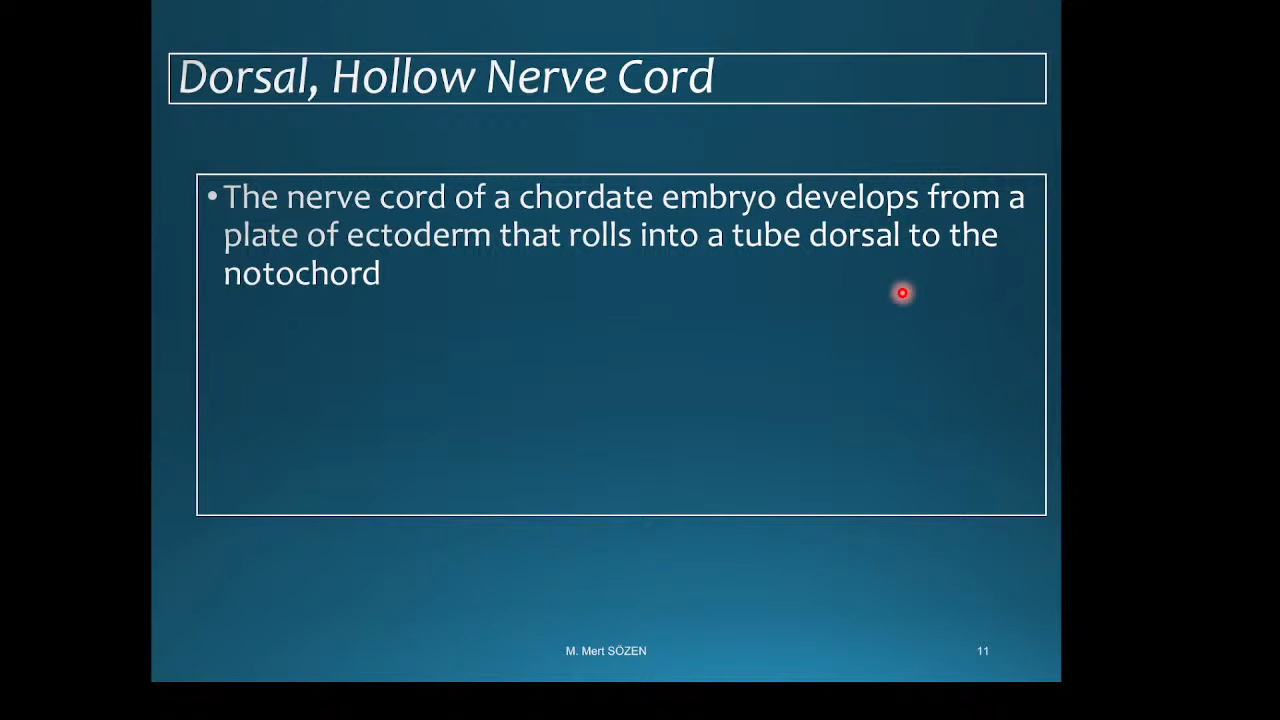 Dorsal, Hollow Nerve Cord
• The nerve cord of a chordate embryo develops from a
plate of ectoderm that rolls into a tube dorsal to the
notochord
M. Mert SÖZEN
11